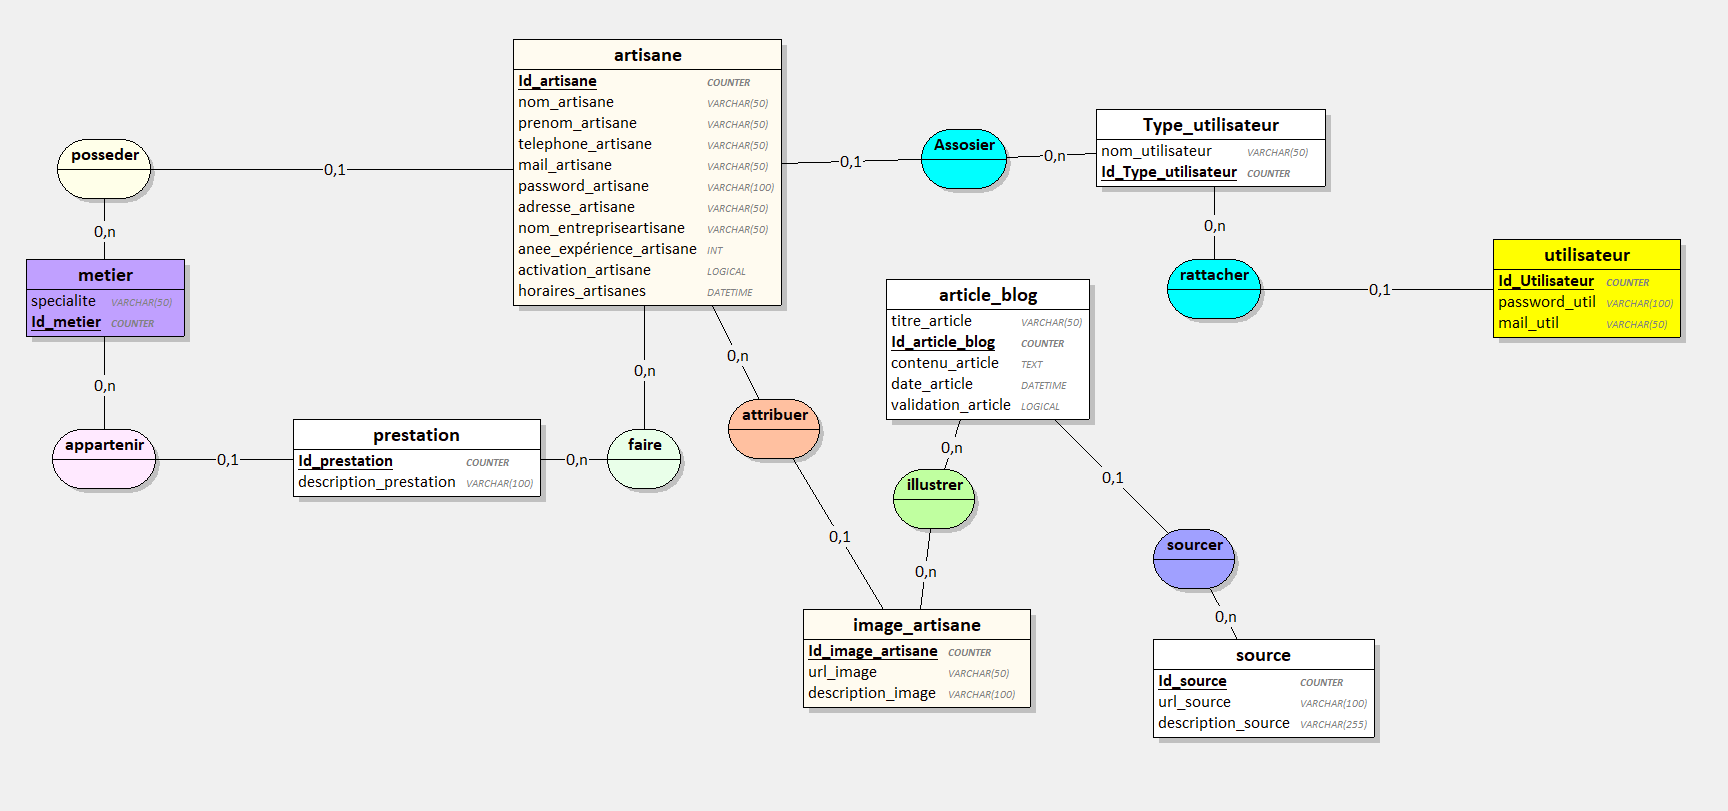 artisane
Id_artisane COUNTER
nom_artisane VARCHAR(50)
prenom_artisane VARCHAR(50)
telephone_artisane VARCHAR(50)
mail_artisane VARCHAR(50)
password_artisane VARCHAR(100)
adresse_artisane VARCHAR(50)
nom_entrepriseartisane VARCHAR(50)
anee_expérience_artisane INT
activation_artisane LOGICAL
horaires_artisanes DATETIME
posseder
0,1
0,n
metier
specialite VARCHAR(50)
Id_metier COUNTER
0,n
appartenir
0,1
prestation
Id_prestation COUNTER
description_prestation VARCHAR(100)
0,n
faire
0,n
0,n
attribuer
0,1
0,1
Assosier
0,n
Type_utilisateur
nom_utilisateur VARCHAR(50)
Id_Type_utilisateur COUNTER
0,n
rattacher
0,1
utilisateur
Id_Utilisateur COUNTER
password_util VARCHAR(100)
mail_util VARCHAR(50)
article_blog
titre_article VARCHAR(50)
Id_article_blog COUNTER
contenu_article TEXT
date_article DATETIME
validation_article LOGICAL
0,n
illustrer
0,n
0,1
sourcer
0,n
image_artisane
Id_image_artisane COUNTER
url_image VARCHAR(50)
description_image VARCHAR(100)
source
Id_source COUNTER
url_source VARCHAR(100)
description_source VARCHAR(255)